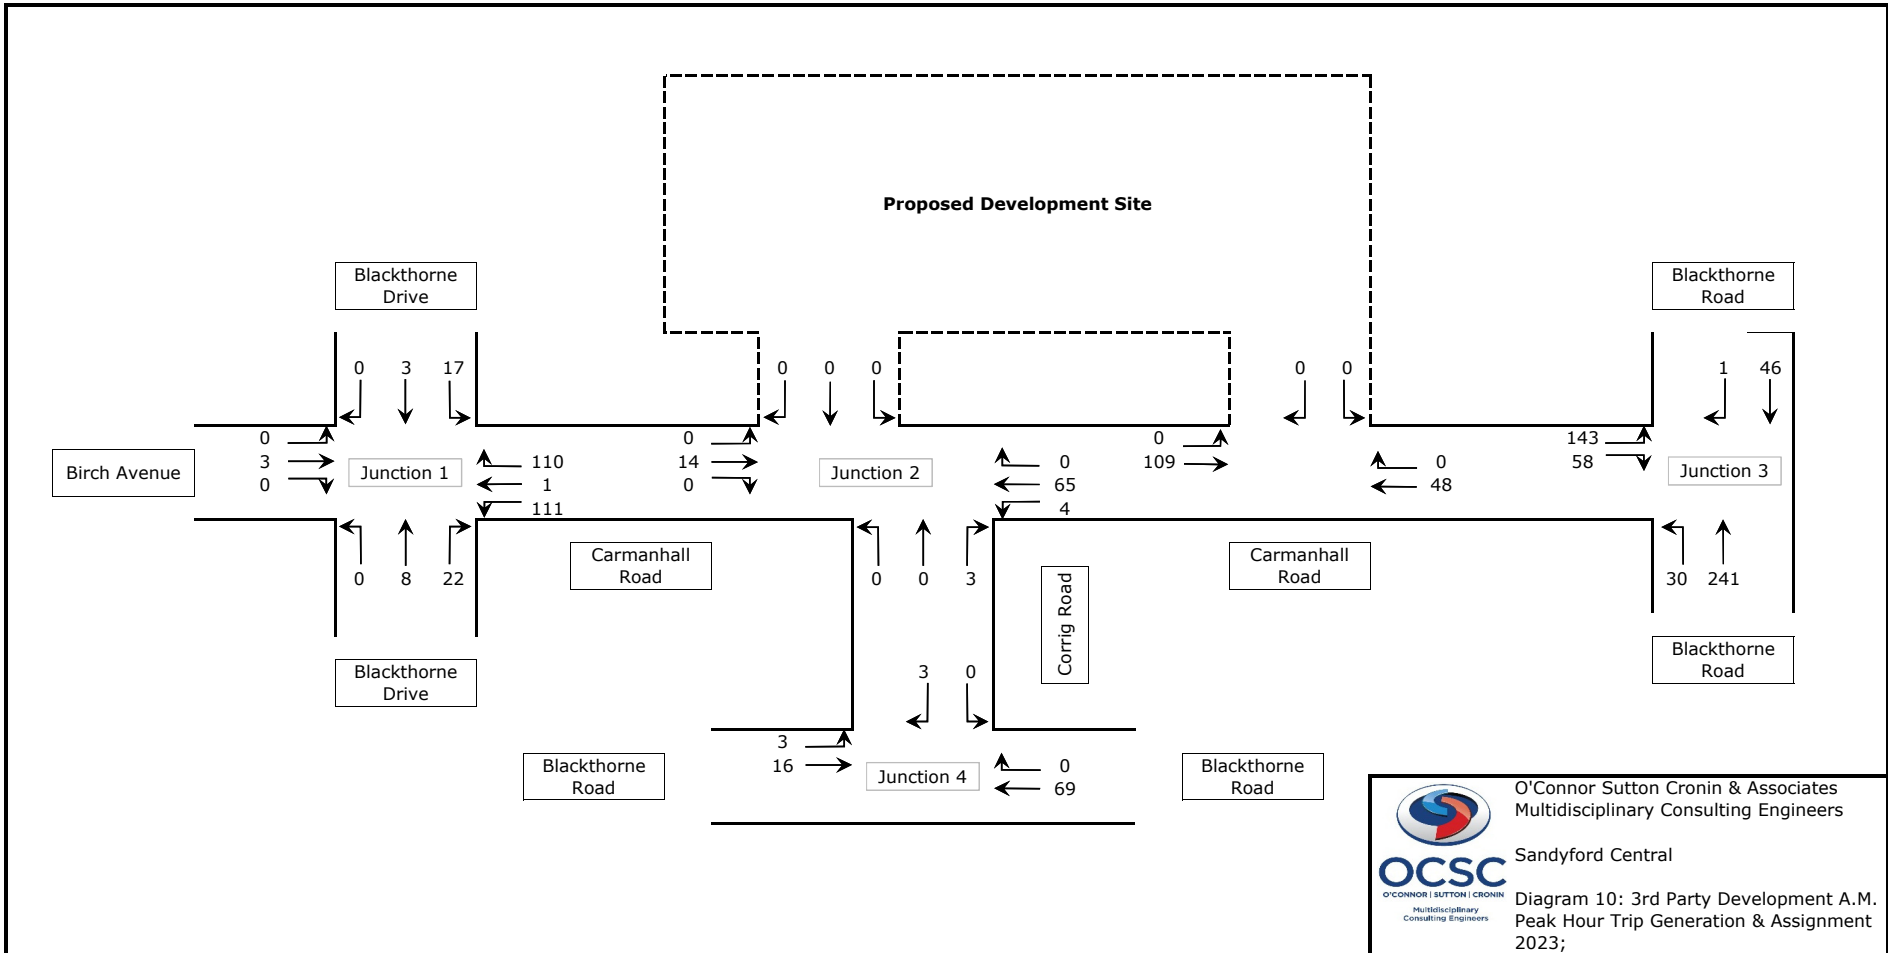 Proposed Development Site
Blackthorne
Drive
Blackthorne
Road
0 3 17
0 0 0
0 0
1 46
0
3
0
Birch Avenue
Junction 1
110
1
111
0
14
0
Junction 2
0
65
4
0
109
0
48
143
58
Junction 3
0 8 22
Carmanhall
Road
0 0 3
Corrig Road
Carmanhall
Road
30 241
Blackthorne
Drive
Blackthorne
Road
3 0
3
16
Blackthorne
Road
Junction 4
0
69
Blackthorne
Road
OCSC
O'CONNOR | SUTTON | CRONIN
Multidisciplinary
Consulting Engineers
O'Connor Sutton Cronin & Associates
Multidisciplinary Consulting Engineers
Sandyford Central
Diagram 10: 3rd Party Development A.M.
Peak Hour Trip Generation & Assignment
2023;